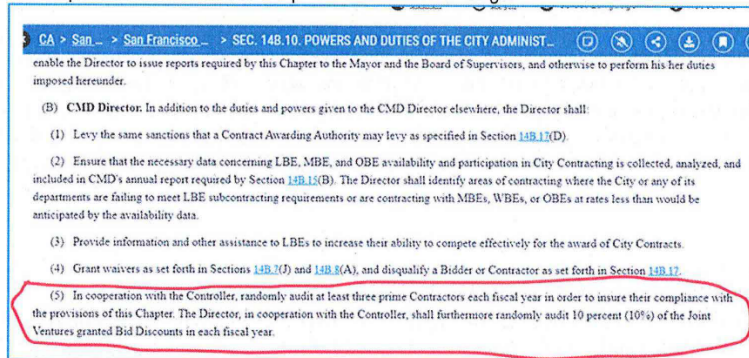 CA > San ... > San Francisco ... > SEC. 14B.10. POWERS AND DUTIES OF THE CITY ADMINIST...
enable the Director to issue reports required by this Chapter to the Mayor and the Board of Supervisors, and otherwise to perform his her duties
imposed hereunder.
(B) CMD Director. In addition to the duties and powers given to the CMD Director elsewhere, the Director shall:
(1) Levy the same sanctions that a Contract Awarding Authority may levy as specified in Section 14B.17(D).
(2) Ensure that the necessary data concerning LBE, MBE, and OBE availability and participation in City Contracting is collected, analyzed, and
included in CMD's annual report required by Section 14B.15(B). The Director shall identify areas of contracting where the City or any of its
departments are failing to meet LBE subcontracting requirements or are contracting with MBEs, WBEs, or OBEs at rates less than would be
anticipated by the availability data.
(3) Provide information and other assistance to LBEs to increase their ability to compete effectively for the award of City Contracts.
(4) Grant waivers as set forth in Sections 14B.7(J) and 14B.8(A), and disqualify a Bidder or Contractor as set forth in Section 14B.17.
(5) In cooperation with the Controller, randomly audit at least three prime Contractors each fiscal year in order to insure their compliance with
the provisions of this Chapter. The Director, in cooperation with the Controller, shall furthermore randomly audit 10 percent (10%) of the Joint
Ventures granted Bid Discounts in each fiscal year.